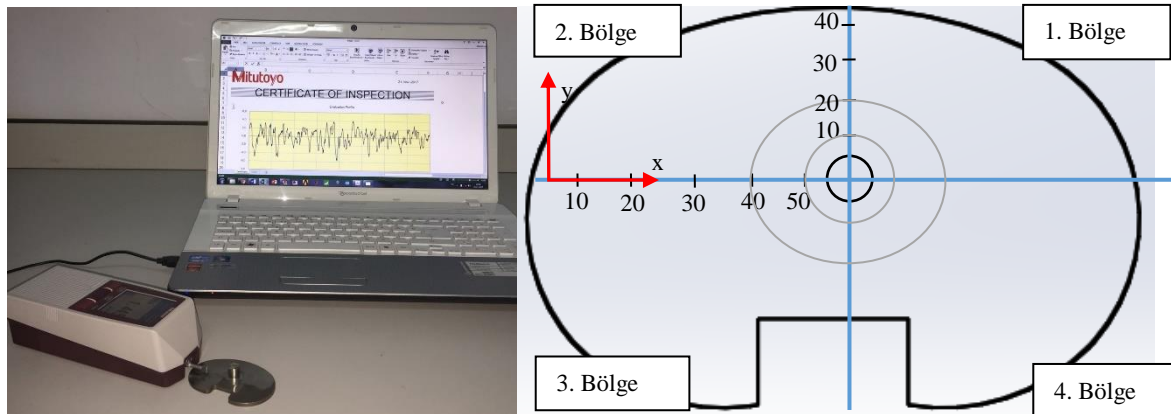 Mitutoyo
CERTIFICATE OF INSPECTION
2. Bölge
1. Bölge
40
30
20
10
y
x
10
20
30
40
50
3. Bölge
4. Bölge